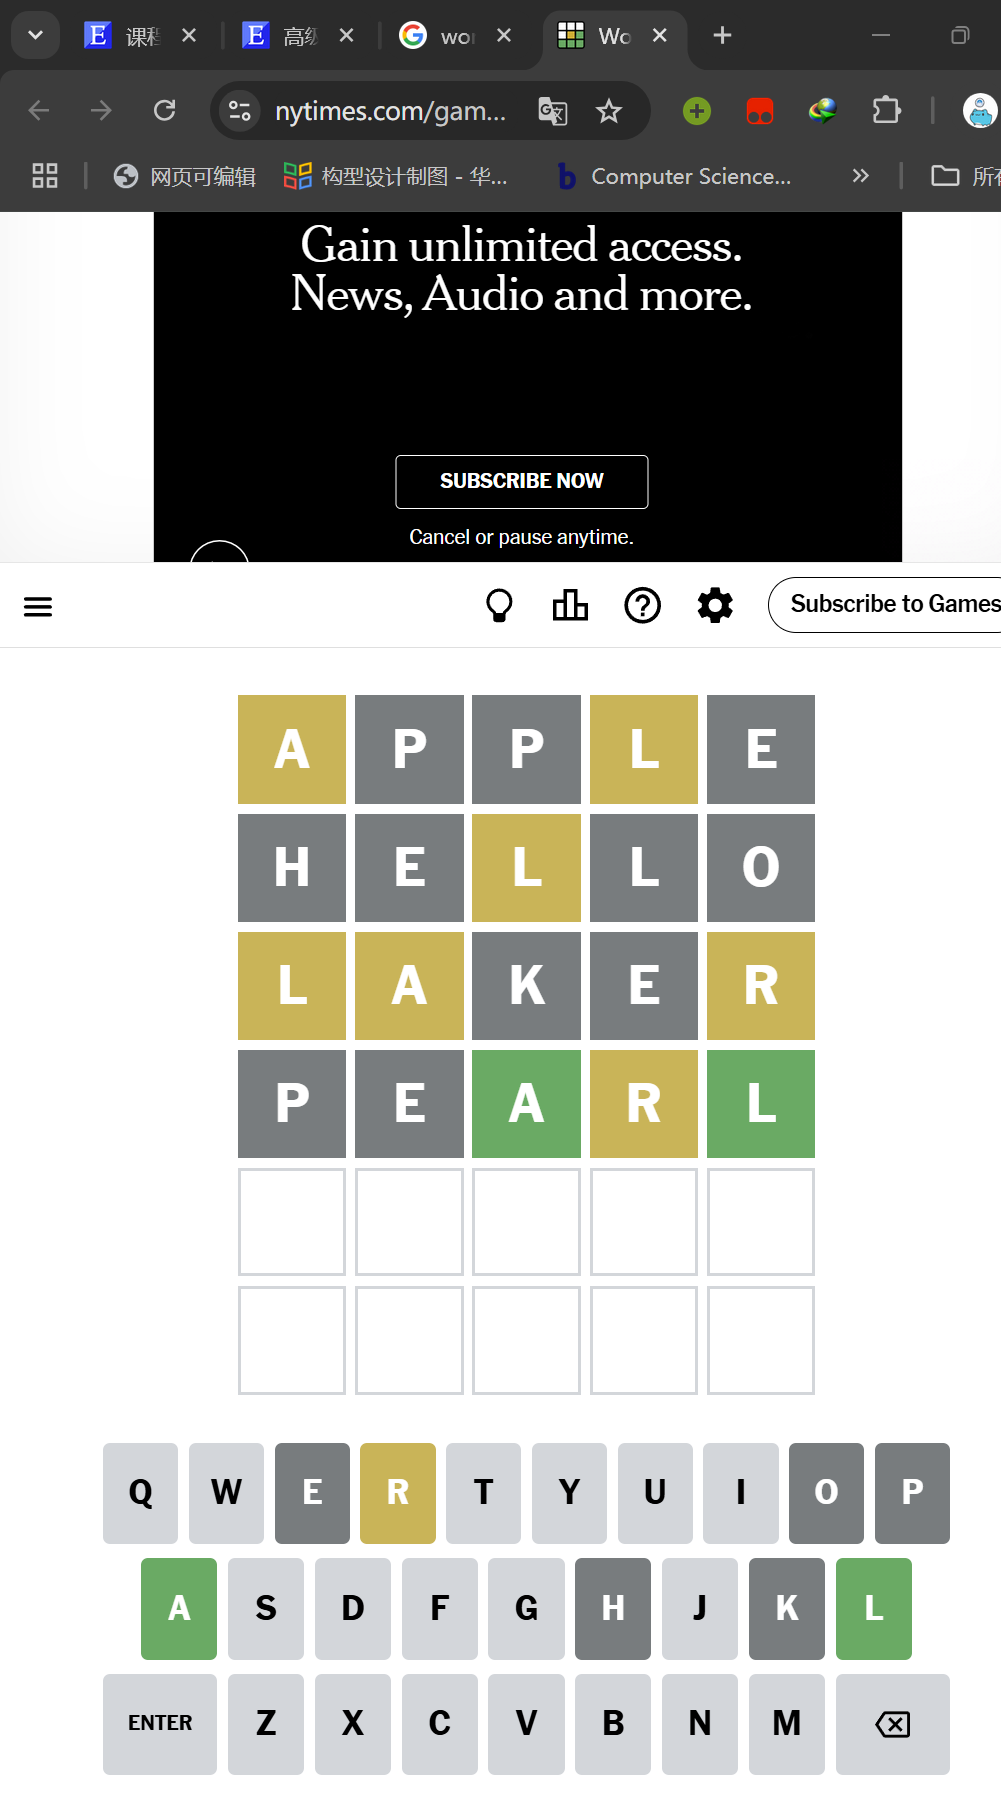 课程
高级
wor
Wo
nytimes.com/gam...
网页可编辑
构型设计制图 - 华...
Computer Science...
所有
Gain unlimited access.
News, Audio and more.
SUBSCRIBE NOW
Cancel or pause anytime.
Subscribe to Games
A P P L E
H E L L O
L A K E R
P E A R L
Q W E R T Y U I O P
A S D F G H J K L
ENTER Z X C V B N M